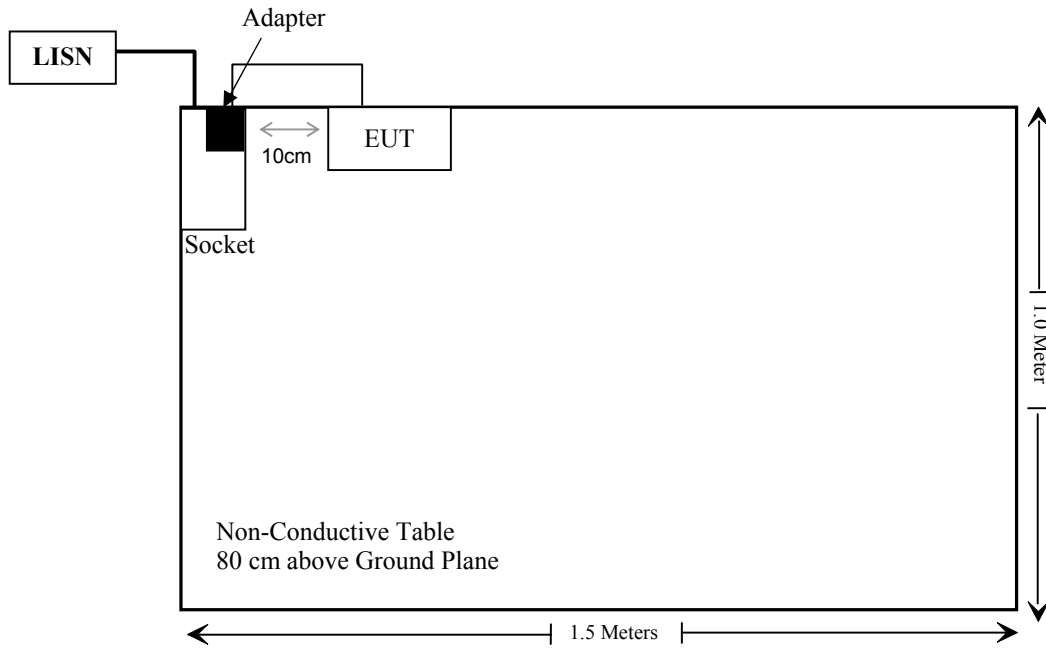 Adapter
LISN
EUT
10cm
Socket
1.0 Meter
Non-Conductive Table
80 cm above Ground Plane
1.5 Meters